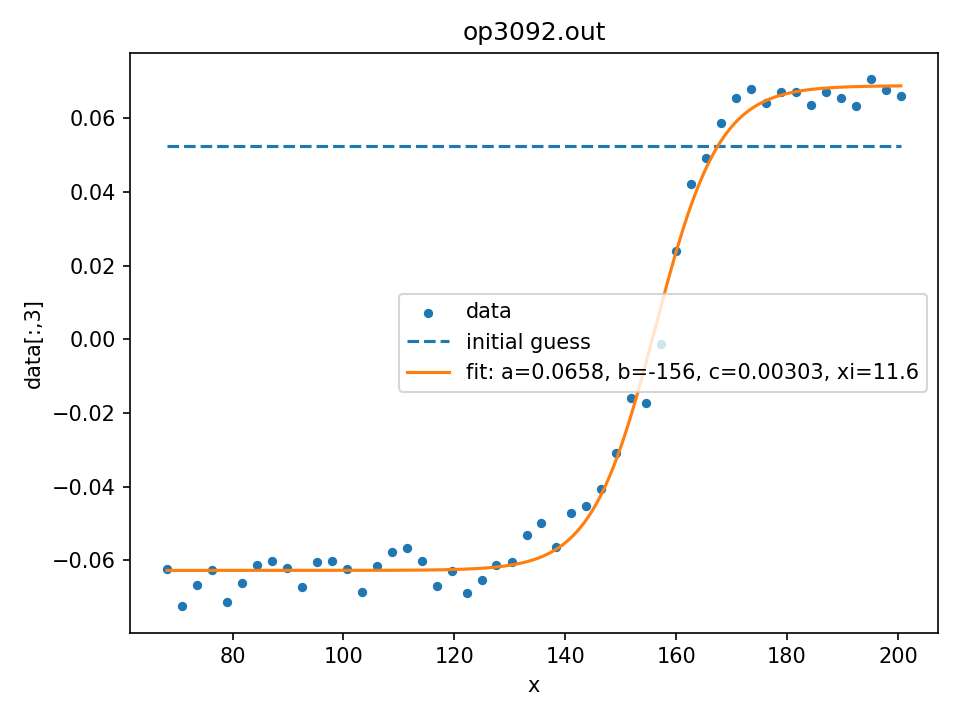 op3092.out
data[:,3]
0.06
0.04
0.02
0.00
−0.02
−0.04
−0.06
data
initial guess
fit: a=0.0658, b=-156, c=0.00303, xi=11.6
80 100 120 140 160 180 200
x